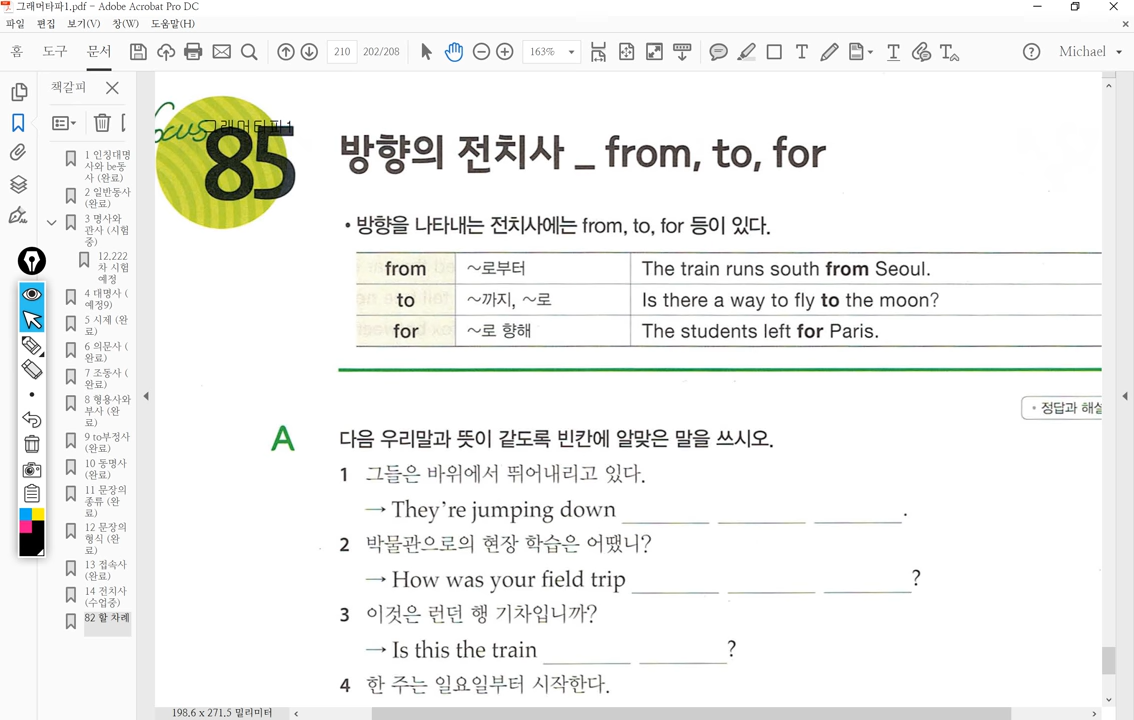 그래머타파1.pdf - Adobe Acrobat Pro DC
파일 편집 보기(V) 창(W) 도움말(H)
홈 도구 문서 210 202/208 163% Michael
책갈피
1 인칭대명
사와 be동
사 (완료)
2 일반동사
(완료)
3 명사와
관사 (시험
중)
12,222
차 시험
예정
4 대명사 (
예정9)
5 시제 (완
료)
6 의문사 (
완료)
7 조동사 (
완료)
8 형용사와
부사 (완
료)
9 to부정사
(완료)
10 동명사
(완료)
11 문장의
종류 (완
료)
12 문장의
형식 (완
료)
13 접속사
(완료)
14 전치사
(수업중)
82 할 차례
focus 그래머타파1
85
방향의 전치사 _ from, to, for
• 방향을 나타내는 전치사에는 from, to, for 등이 있다.
from ~로부터 The train runs south from Seoul.
to ~까지, ~로 Is there a way to fly to the moon?
for ~로 향해 The students left for Paris.
• 정답과 해설
A 다음 우리말과 뜻이 같도록 빈칸에 알맞은 말을 쓰시오.
1 그들은 바위에서 뛰어내리고 있다.
→ They're jumping down ______ ______ ______.
2 박물관으로의 현장 학습은 어땠니?
→ How was your field trip ______ ______ ______?
3 이것은 런던 행 기차입니까?
→ Is this the train ______ ______?
4 한 주는 일요일부터 시작한다.
198.6 x 271.5 밀리미터